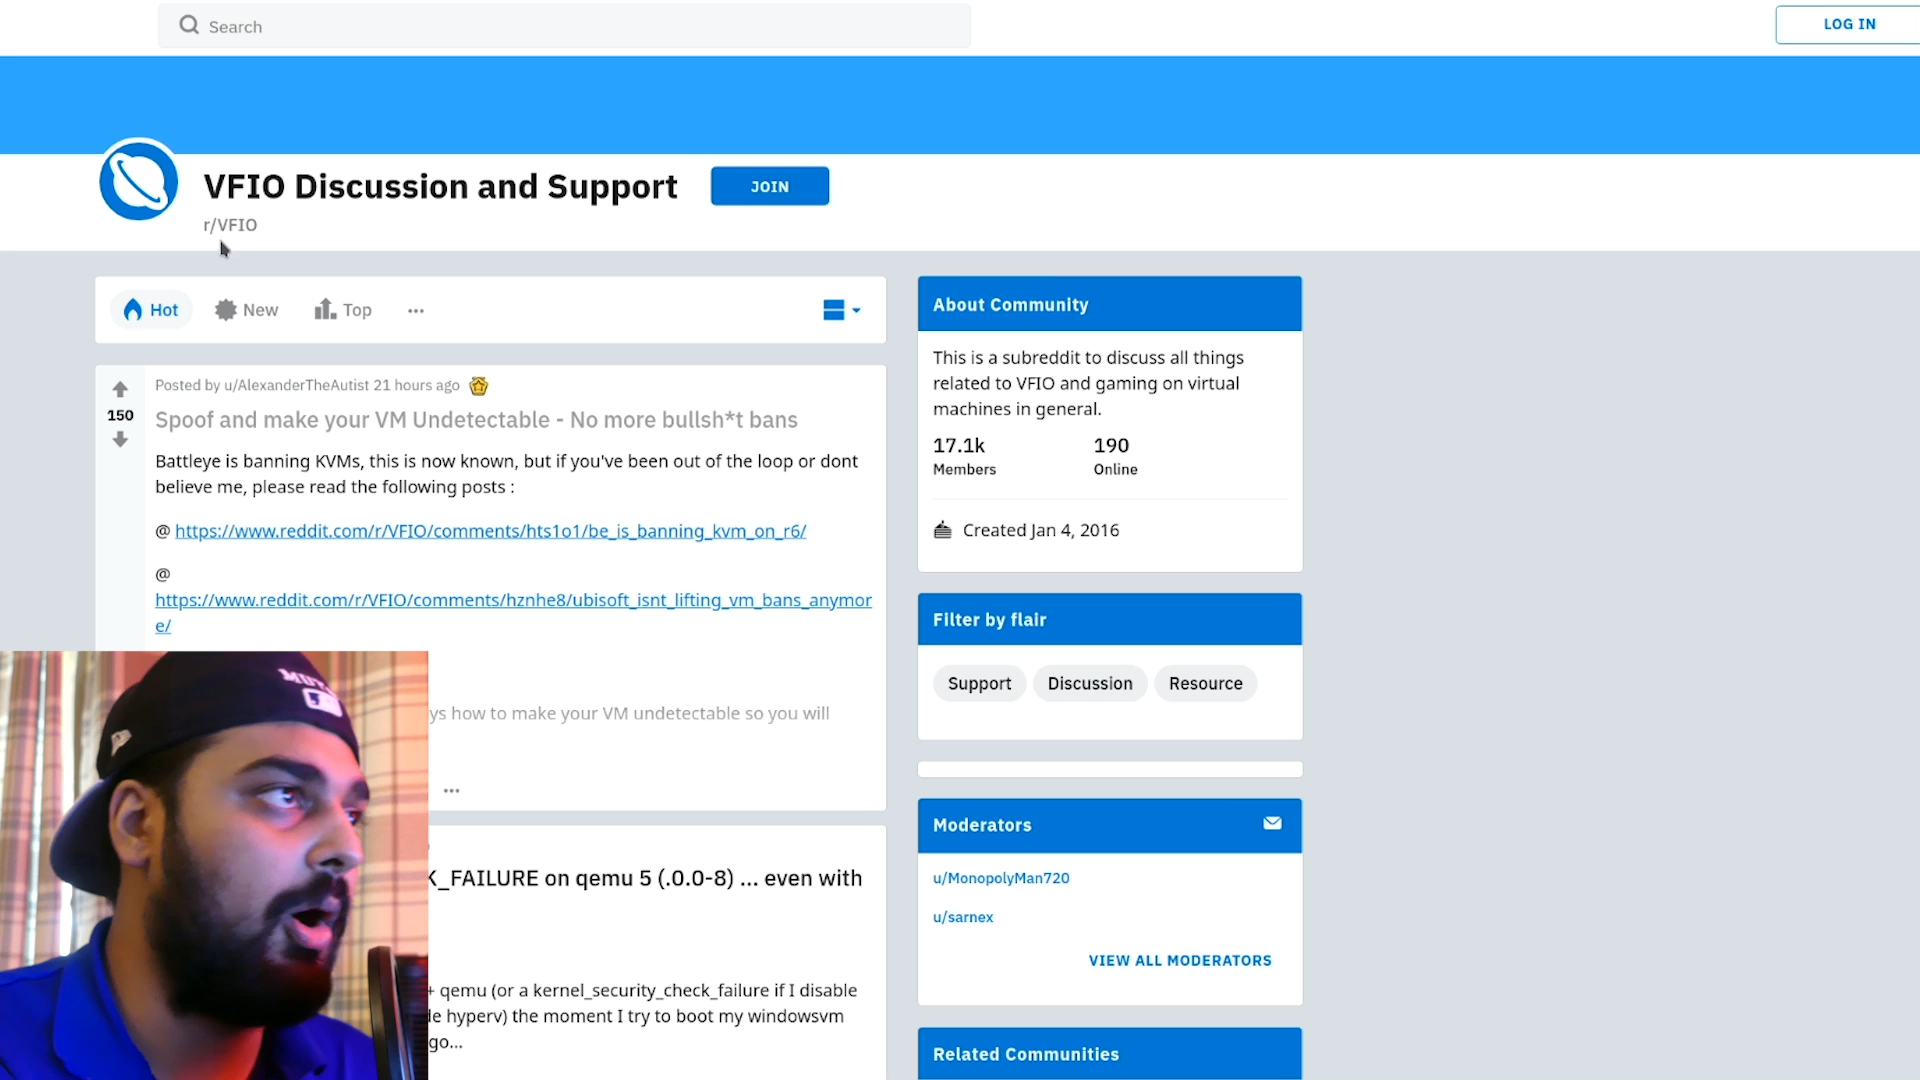 Search
LOG IN
VFIO Discussion and Support
JOIN
r/VFIO
Hot
New
Top
Posted by u/AlexanderTheAutist 21 hours ago
150
Spoof and make your VM Undetectable - No more bullsh*t bans
Battleye is banning KVMs, this is now known, but if you've been out of the loop or dont
believe me, please read the following posts :
@ https://www.reddit.com/r/VFIO/comments/hts1o1/be_is_banning_kvm_on_r6/
@
https://www.reddit.com/r/VFIO/comments/hznhe8/ubisoft_isnt_lifting_vm_bans_anymor
e/
ys how to make your VM undetectable so you will
K_FAILURE on qemu 5 (.0.0-8) ... even with
+ qemu (or a kernel_security_check_failure if I disable
de hyperv) the moment I try to boot my windowsvm
go...
About Community
This is a subreddit to discuss all things
related to VFIO and gaming on virtual
machines in general.
17.1k
190
Members
Online
Created Jan 4, 2016
Filter by flair
Support
Discussion
Resource
Moderators
u/MonopolyMan720
u/sarnex
VIEW ALL MODERATORS
Related Communities